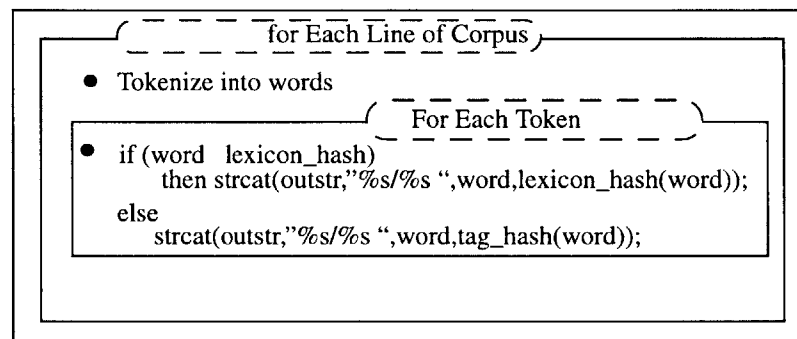 for Each Line of Corpus
● Tokenize into words
For Each Token
● if (word lexicon_hash)
then strcat(outstr,”%s/%s “,word,lexicon_hash(word));
else
strcat(outstr,”%s/%s “,word,tag_hash(word));